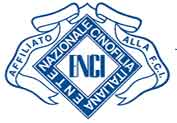 AFFILIATO ALLA F.C.I.
ENTE NAZIONALE CINOFILIA ITALIANA
ENCI